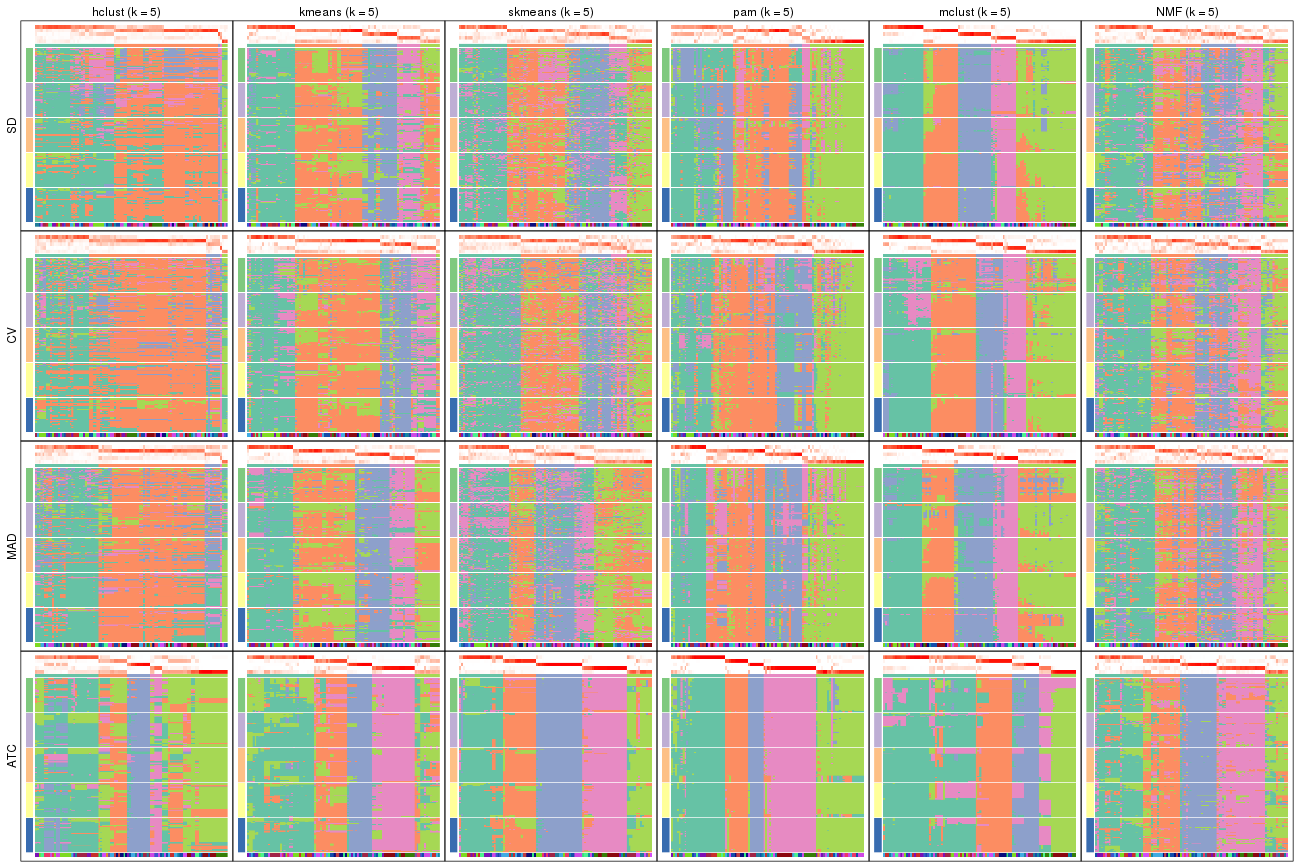 hclust (k = 5) kmeans (k = 5) skmeans (k = 5) pam (k = 5) mclust (k = 5) NMF (k = 5)
SD
CV
MAD
ATC